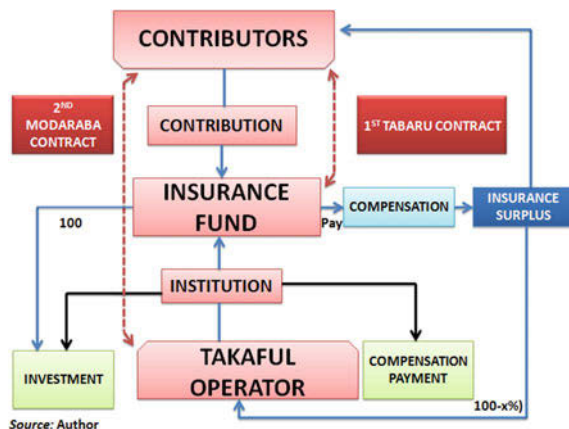 CONTRIBUTORS
2ND
MODARABA
CONTRACT
CONTRIBUTION
1ST TABARU CONTRACT
INSURANCE
FUND
100
Pay
COMPENSATION
INSURANCE
SURPLUS
INSTITUTION
INVESTMENT
TAKAFUL
OPERATOR
COMPENSATION
PAYMENT
100-x%)
Source: Author